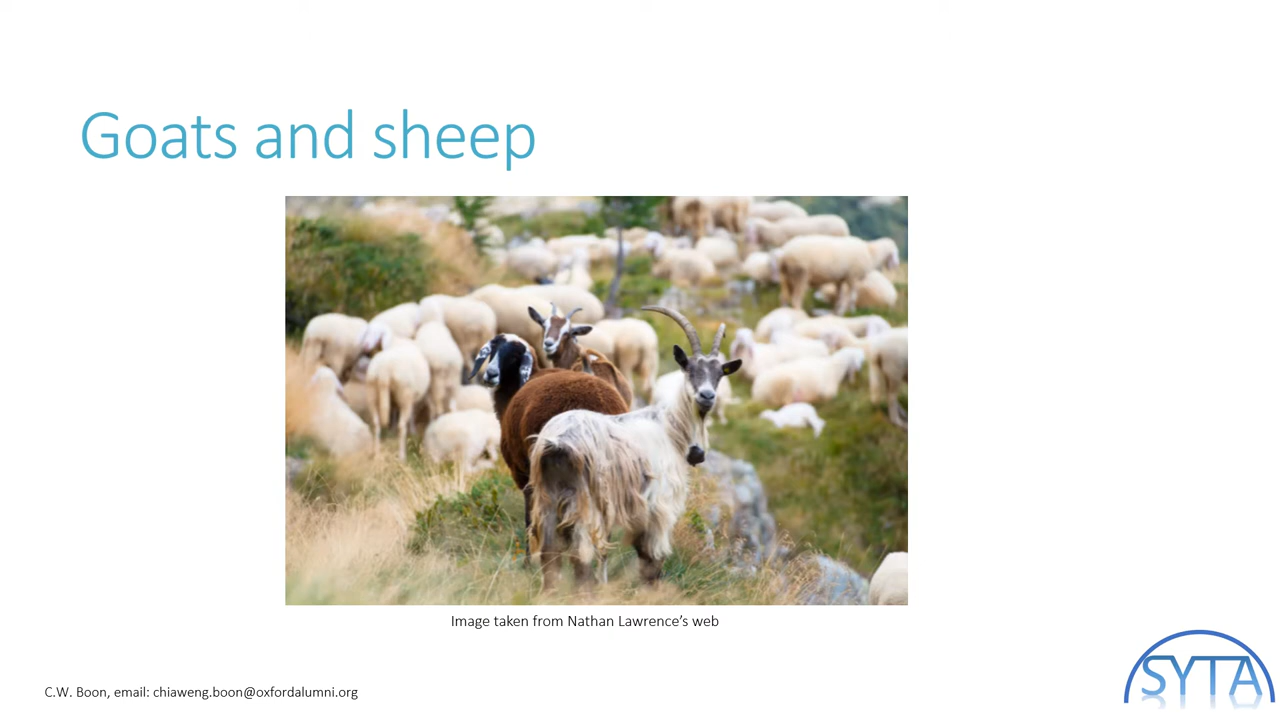 Goats and sheep
Image taken from Nathan Lawrence’s web
C.W. Boon, email: chiaweng.boon@oxfordalumni.org
SYTA